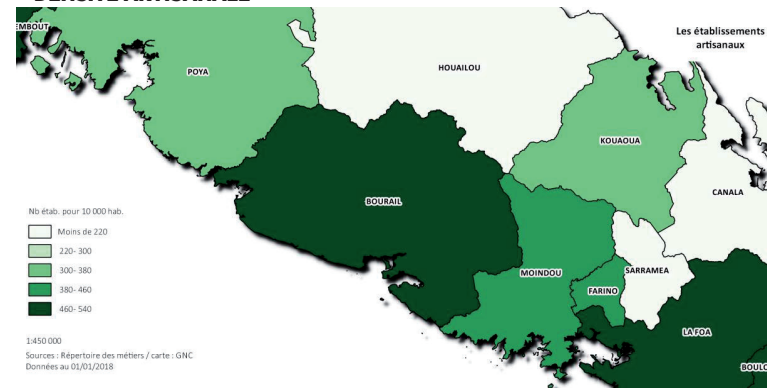 Les établissements
artisanaux
EMBOUT
POYA
HOUAILOU
KOUAOUA
CANALA
BOURAIL
MOINDOU
SARRAMEA
FARINO
LA FOA
BOULO
Nb étab. pour 10 000 hab.
Moins de 220
220- 300
300- 380
380- 460
460- 540
1:450 000
Sources : Répertoire des métiers / carte : GNC
Données au 01/01/2018